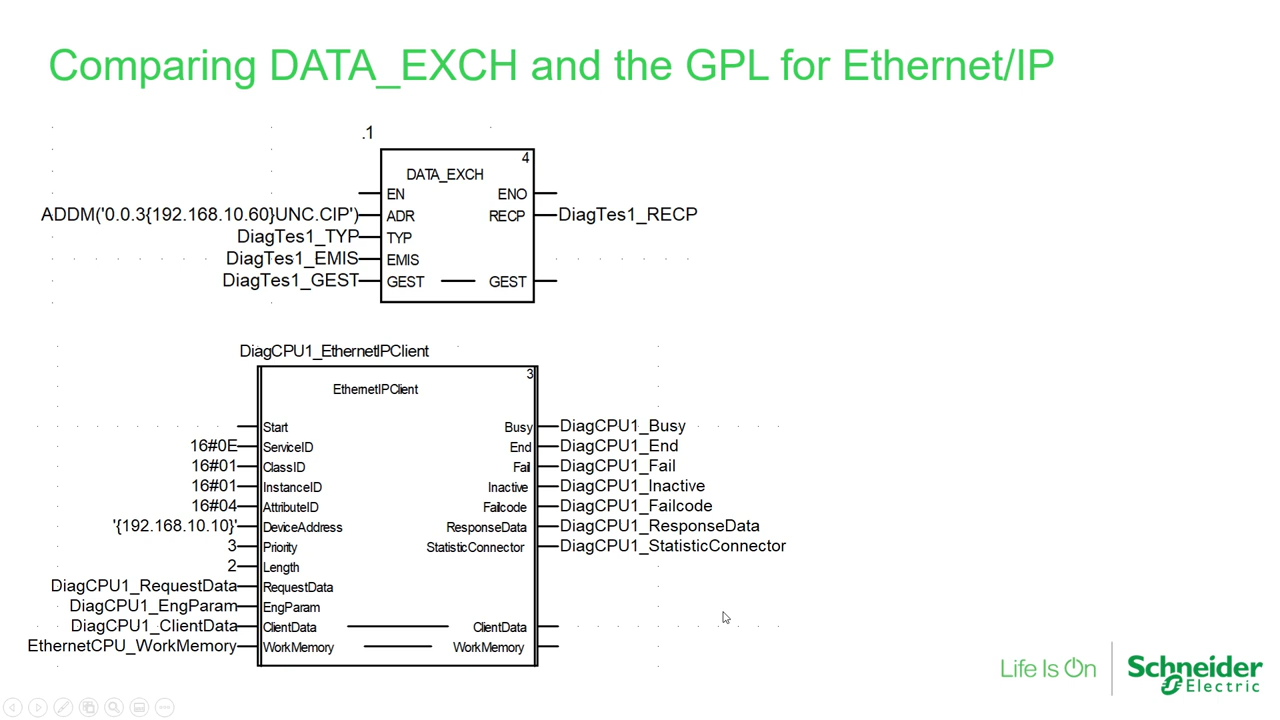 Comparing DATA_EXCH and the GPL for Ethernet/IP
.1
4
DATA_EXCH
EN ENO
ADDM('0.0.3{192.168.10.60}UNC.CIP') ADR RECP DiagTes1_RECP
DiagTes1_TYP TYP
DiagTes1_EMIS EMIS
DiagTes1_GEST GEST GEST
DiagCPU1_EthernetIPClient
3
EthernetIPClient
Start Busy DiagCPU1_Busy
16#0E ServiceID End DiagCPU1_End
16#01 ClassID Fail DiagCPU1_Fail
16#01 InstanceID Inactive DiagCPU1_Inactive
16#04 AttributeID Failcode DiagCPU1_Failcode
'{192.168.10.10}' DeviceAddress ResponseData DiagCPU1_ResponseData
3 Priority StatisticConnector DiagCPU1_StatisticConnector
2 Length
DiagCPU1_RequestData RequestData
DiagCPU1_EngParam EngParam
DiagCPU1_ClientData ClientData ClientData
EthernetCPU_WorkMemory WorkMemory WorkMemory
Life Is On
Schneider
Electric